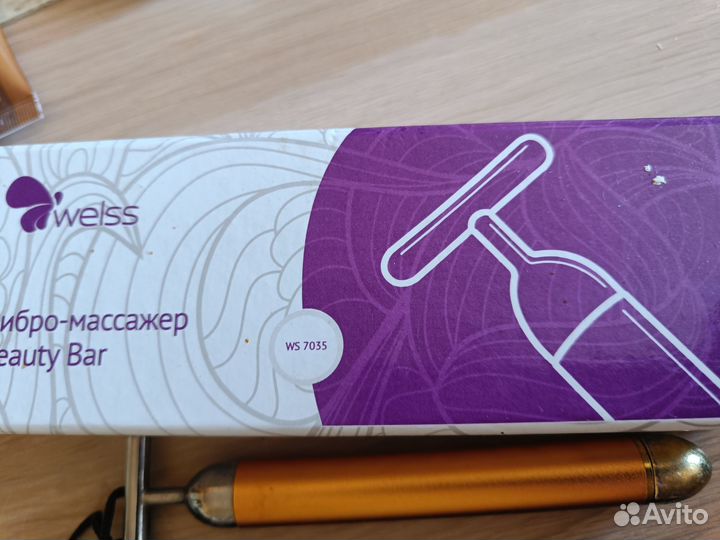 welss
ибро-массажер
eauty Bar
WS 7035
Avito